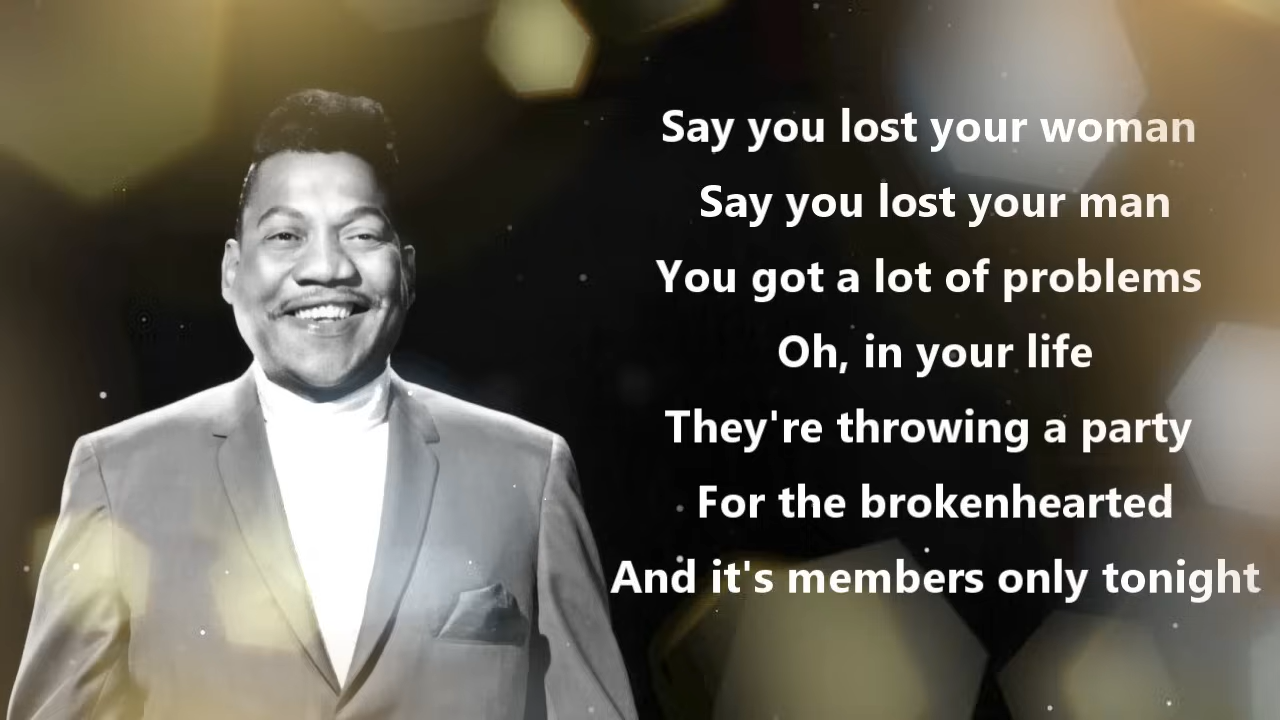 Say you lost your woman
Say you lost your man
You got a lot of problems
Oh, in your life
They're throwing a party
For the brokenhearted
And it's members only tonight